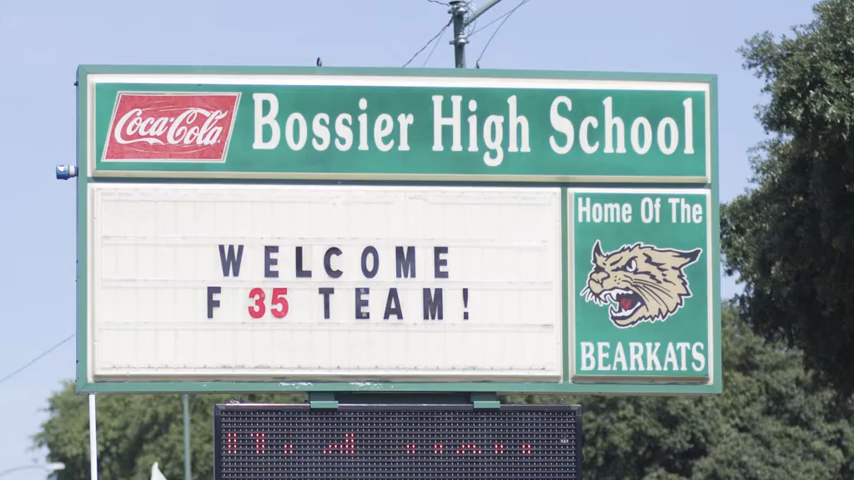 Coca-Cola
Bossier High School
WELCOME
F 35 TEAM!
Home Of The
BEARKATS